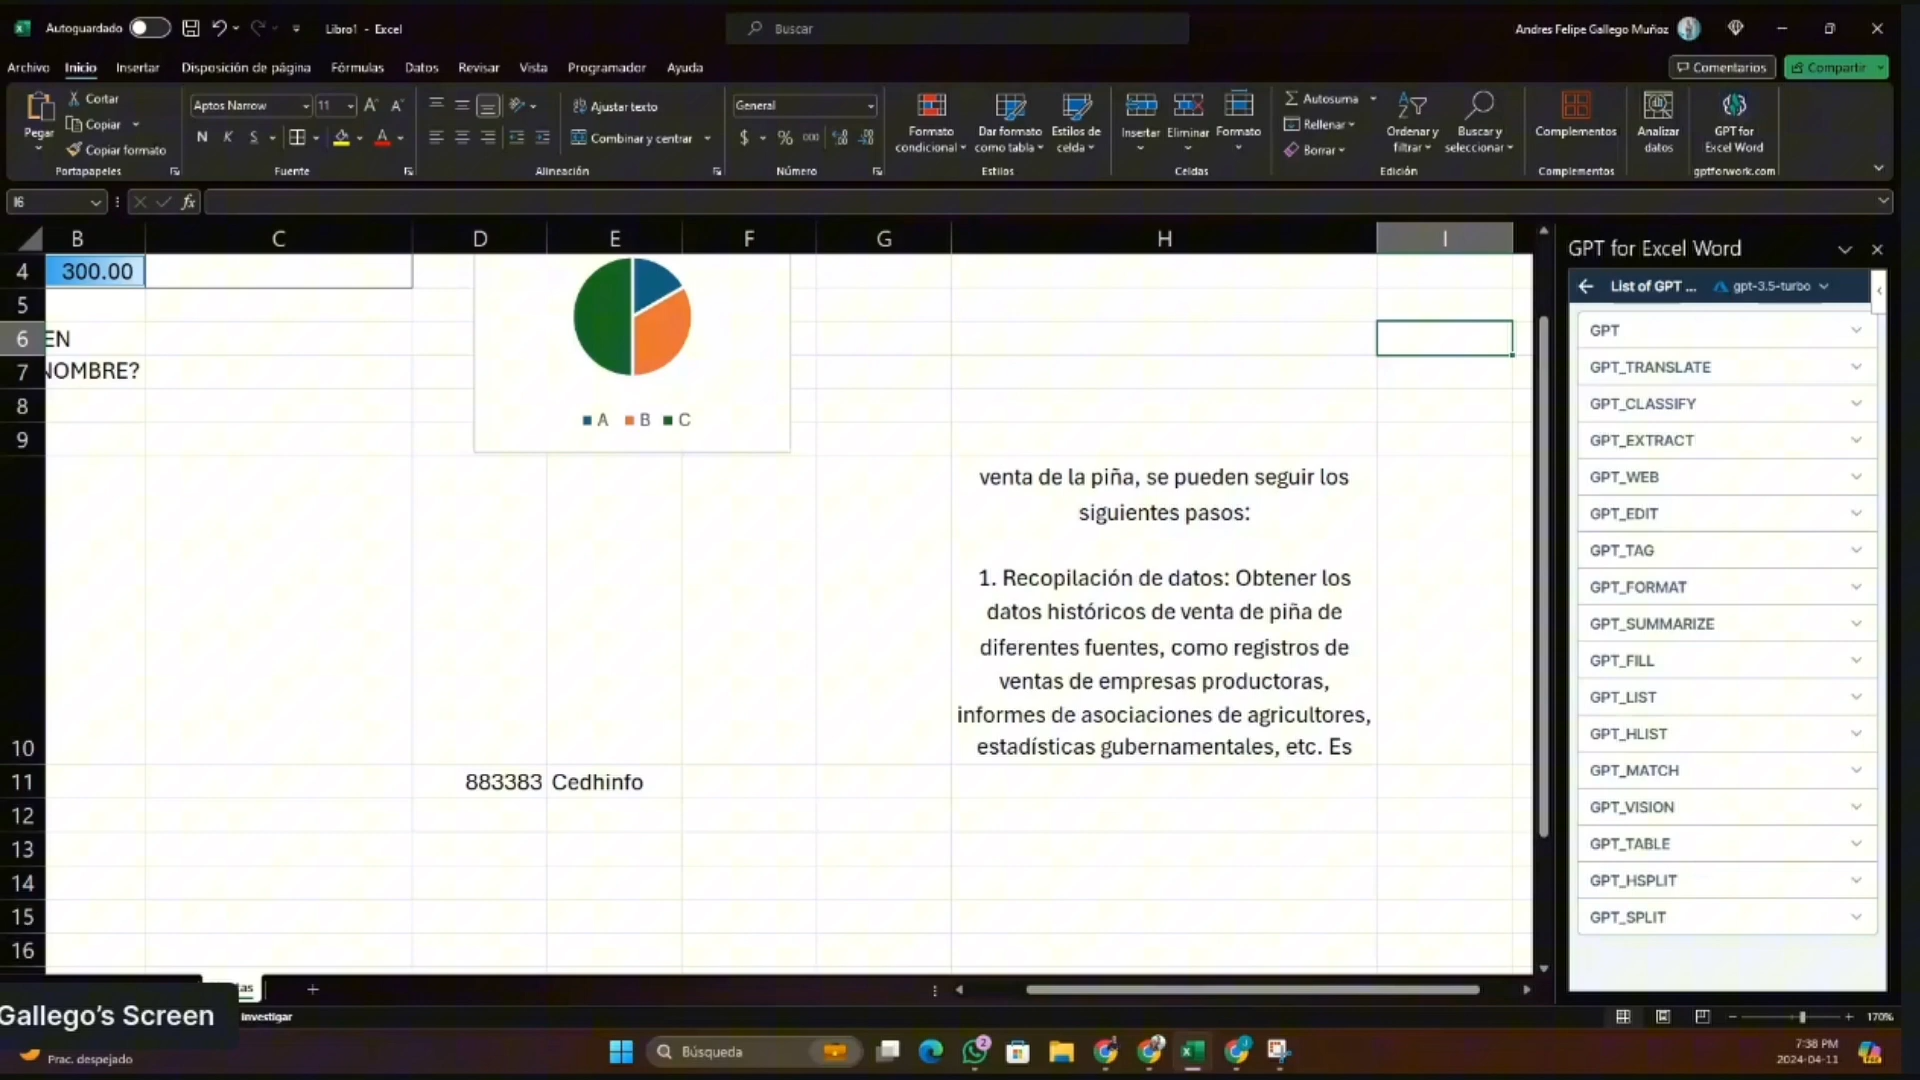 Autoguardado
Libro1 - Excel
Buscar
Andres Felipe Gallego Muñoz
Archivo Inicio Insertar Disposición de página Fórmulas Datos Revisar Vista Programador Ayuda
Comentarios Compartir
Pegar
Cortar
Copiar
Copiar formato
Portapapeles
Aptos Narrow 11
N K S
Fuente
Ajustar texto
Combinar y centrar
Alineación
General
$ % 000
Número
Formato condicional
Dar formato como tabla
Estilos de celda
Estilos
Insertar Eliminar Formato
Celdas
Autosuma
Rellenar
Borrar
Ordenar y filtrar
Buscar y seleccionar
Edición
Complementos
Complementos
Analizar datos
GPT for Excel Word
gptforwork.com
I6
fx
B C D E F G H I
4 300.00
5
6 EN
7 NOMBRE?
8
9
A B C
venta de la piña, se pueden seguir los
siguientes pasos:
1. Recopilación de datos: Obtener los
datos históricos de venta de piña de
diferentes fuentes, como registros de
ventas de empresas productoras,
informes de asociaciones de agricultores,
estadísticas gubernamentales, etc. Es
10
11 883383 Cedhinfo
12
13
14
15
16
GPT for Excel Word
List of GPT ... gpt-3.5-turbo
GPT
GPT_TRANSLATE
GPT_CLASSIFY
GPT_EXTRACT
GPT_WEB
GPT_EDIT
GPT_TAG
GPT_FORMAT
GPT_SUMMARIZE
GPT_FILL
GPT_LIST
GPT_HLIST
GPT_MATCH
GPT_VISION
GPT_TABLE
GPT_HSPLIT
GPT_SPLIT
Gallego's Screen
Investigar
170%
Prac. despejado
Búsqueda
2
7:38 PM
2024-04-11